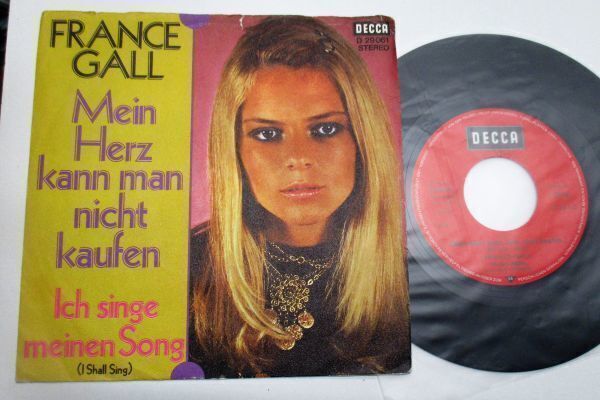 FRANCE
GALL
Mein
Herz
kann man
nicht
kaufen
Ich singe
meinen Song
(I Shall Sing)
DECCA
D 29 061
STEREO
DECCA